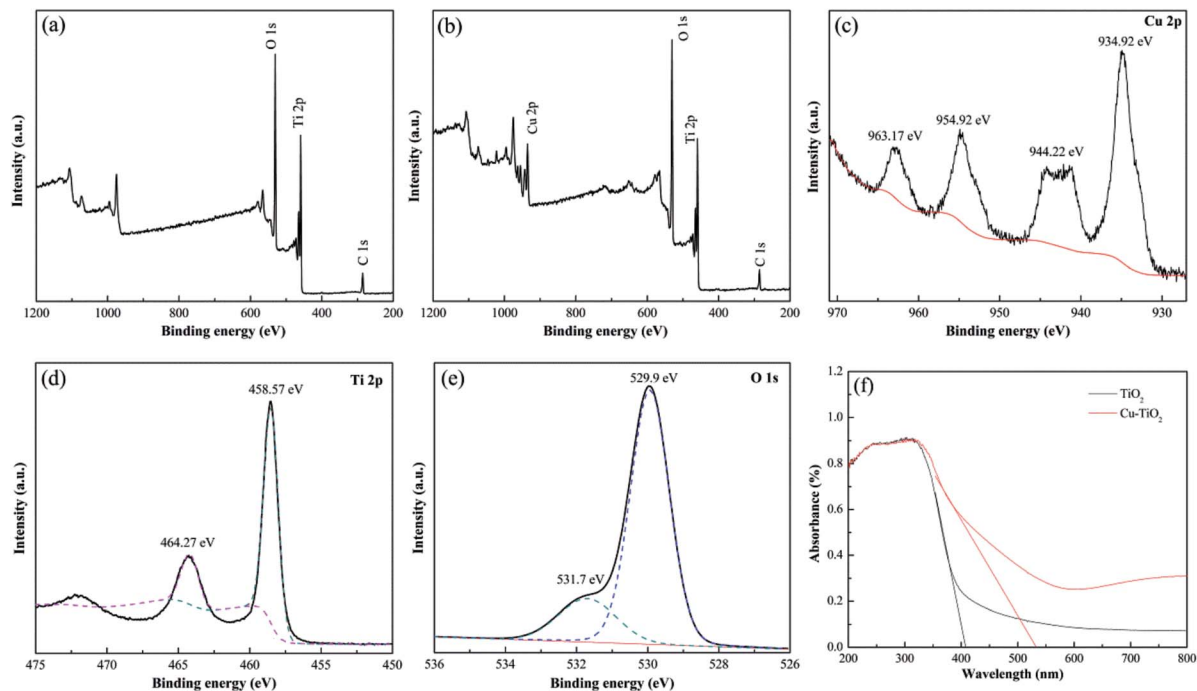 (a)
O 1s
Ti 2p
C 1s
Intensity (a.u.)
1200 1000 800 600 400 200
Binding energy (eV)
(b)
O 1s
Cu 2p
Ti 2p
C 1s
Intensity (a.u.)
1200 1000 800 600 400 200
Binding energy (eV)
(c)
Cu 2p
934.92 eV
963.17 eV
954.92 eV
944.22 eV
Intensity (a.u.)
970 960 950 940 930
Binding energy (eV)
(d)
Ti 2p
458.57 eV
464.27 eV
Intensity (a.u.)
475 465 463 461 455 450
Binding energy (eV)
(e)
O 1s
529.9 eV
531.7 eV
Intensity (a.u.)
536 534 532 530 528 526
Binding energy (eV)
(f)
TiO2
Cu-TiO2
1.2
1.0
0.8
0.6
0.4
0.2
0.0
Absorbance (%)
200 300 400 500 600 700 800
Wavelength (nm)